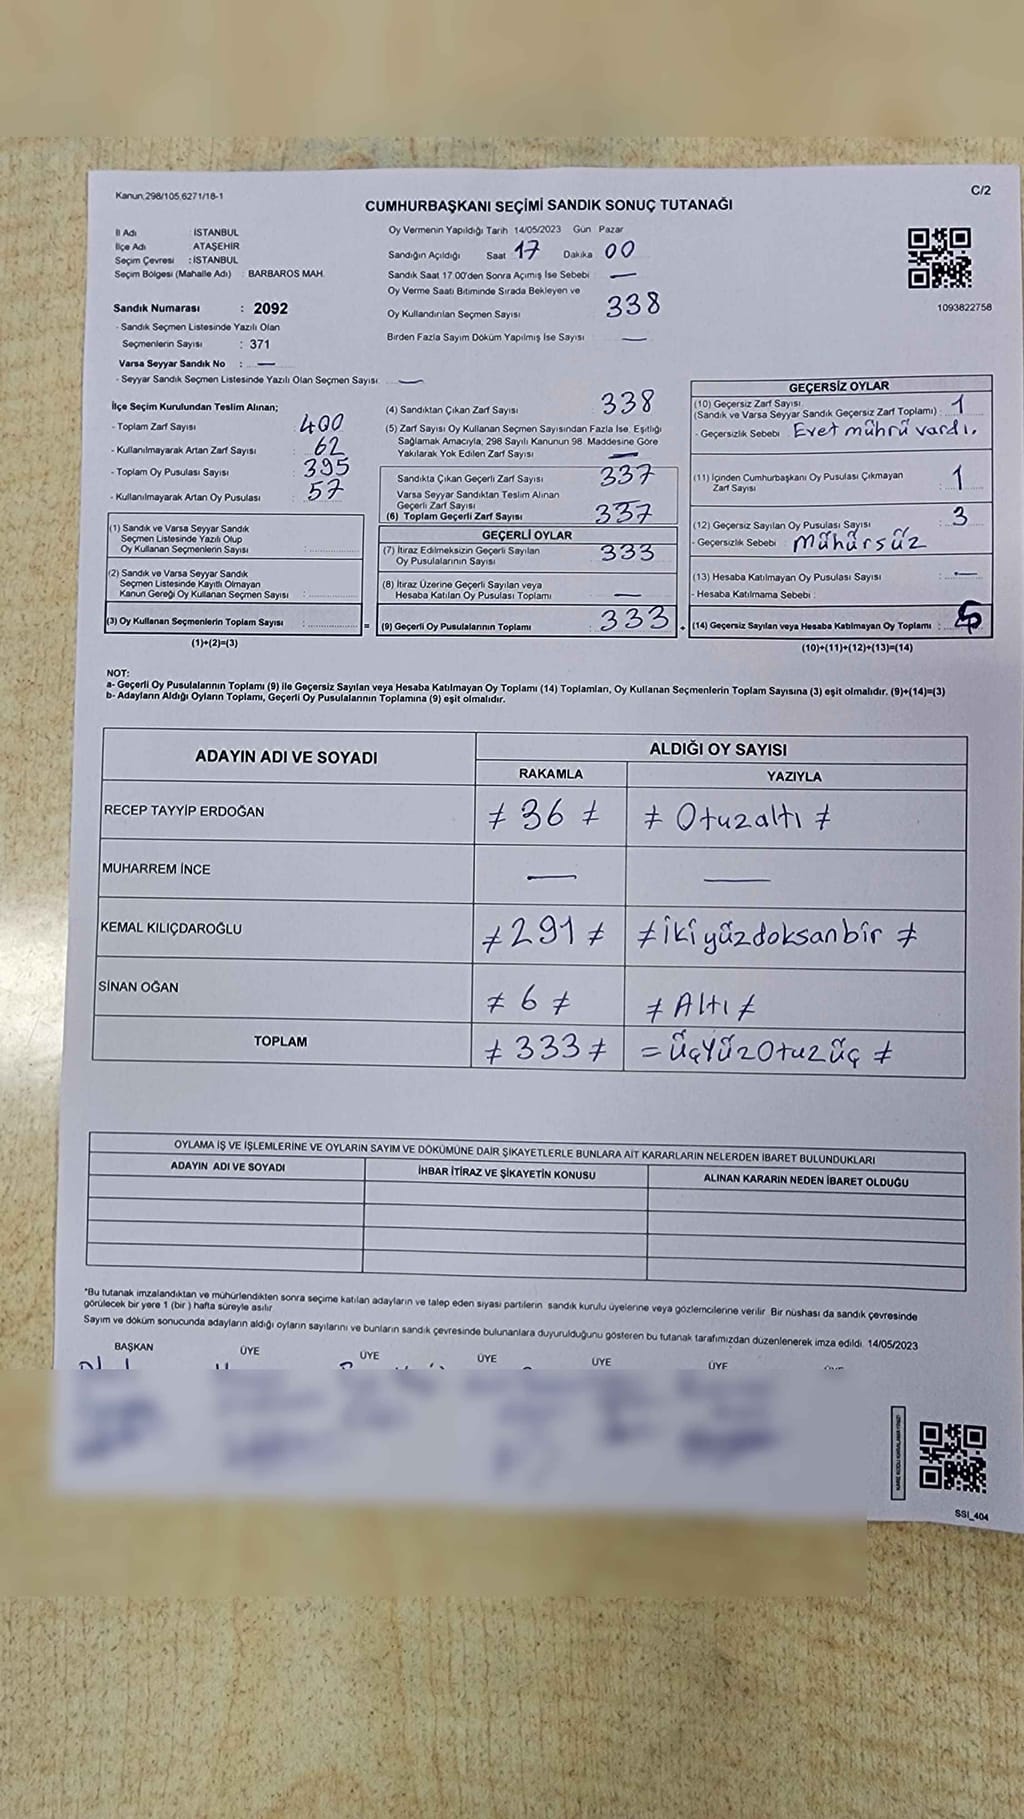 Kanun,298/105,6271/18-1
C/2
CUMHURBAŞKANI SEÇİMİ SANDIK SONUÇ TUTANAĞI
İl Adı : İSTANBUL
İlçe Adı : ATAŞEHİR
Seçim Çevresi : İSTANBUL
Seçim Bölgesi (Mahalle Adı) : BARBAROS MAH.
Sandık Numarası : 2092
- Sandık Seçmen Listesinde Yazılı Olan
Seçmenlerin Sayısı : 371
Varsa Seyyar Sandık No : —
- Seyyar Sandık Seçmen Listesinde Yazılı Olan Seçmen Sayısı —
Oy Vermenin Yapıldığı Tarih 14/05/2023 Gün Pazar
Sandığın Açıldığı Saat 17 Dakika 00
Sandık Saat 17 00'den Sonra Açımış İse Sebebi —
Oy Verme Saati Bitiminde Sırada Bekleyen ve
Oy Kullandırılan Seçmen Sayısı 338
Birden Fazla Sayım Döküm Yapılmış İse Sayısı —
1093822758
İlçe Seçim Kurulundan Teslim Alınan;
- Toplam Zarf Sayısı : 400
- Kullanılmayarak Artan Zarf Sayısı : 62
- Toplam Oy Pusulası Sayısı : 395
- Kullanılmayarak Artan Oy Pusulası : 57
(1) Sandık ve Varsa Seyyar Sandık
Seçmen Listesinde Yazılı Olup
Oy Kullanan Seçmenlerin Sayısı :
(2) Sandık ve Varsa Seyyar Sandık
Seçmen Listesinde Kayıtlı Olmayan
Kanun Gereği Oy Kullanan Seçmen Sayısı :
(3) Oy Kullanan Seçmenlerin Toplam Sayısı : =
(1)+(2)=(3)
(4) Sandıktan Çıkan Zarf Sayısı 338
(5) Zarf Sayısı Oy Kullanan Seçmen Sayısından Fazla İse, Eşitliği
Sağlamak Amacıyla, 298 Sayılı Kanunun 98. Maddesine Göre
Yakılarak Yok Edilen Zarf Sayısı —
Sandıkta Çıkan Geçerli Zarf Sayısı 337
Varsa Seyyar Sandıktan Teslim Alınan
Geçerli Zarf Sayısı
(6) Toplam Geçerli Zarf Sayısı 337
GEÇERLİ OYLAR
(7) İtiraz Edilmeksizin Geçerli Sayılan
Oy Pusulalarının Sayısı 333
(8) İtiraz Üzerine Geçerli Sayılan veya
Hesaba Katılan Oy Pusulası Toplamı —
(9) Geçerli Oy Pusulalarının Toplamı 333 +
GEÇERSİZ OYLAR
(10) Geçersiz Zarf Sayısı
(Sandık ve Varsa Seyyar Sandık Geçersiz Zarf Toplamı) : 1
- Geçersizlik Sebebi Evet mührü vardı.
(11) İçinden Cumhurbaşkanı Oy Pusulası Çıkmayan
Zarf Sayısı 1
(12) Geçersiz Sayılan Oy Pusulası Sayısı 3
- Geçersizlik Sebebi mühürsüz
(13) Hesaba Katılmayan Oy Pusulası Sayısı —
- Hesaba Katılmama Sebebi :
(14) Geçersiz Sayılan veya Hesaba Katılmayan Oy Toplamı : 5
(10)+(11)+(12)+(13)=(14)
NOT:
a- Geçerli Oy Pusulalarının Toplamı (9) ile Geçersiz Sayılan veya Hesaba Katılmayan Oy Toplamı (14) Toplamları, Oy Kullanan Seçmenlerin Toplam Sayısına (3) eşit olmalıdır. (9)+(14)=(3)
b- Adayların Aldığı Oyların Toplamı, Geçerli Oy Pusulalarının Toplamına (9) eşit olmalıdır.
ADAYIN ADI VE SOYADI
ALDIĞI OY SAYISI
RAKAMLA YAZIYLA
RECEP TAYYİP ERDOĞAN ≠ 36 ≠ ≠ Otuzaltı ≠
MUHARREM İNCE — —
KEMAL KILIÇDAROĞLU ≠ 291 ≠ ≠ ikiyüzdoksanbir ≠
SİNAN OĞAN ≠ 6 ≠ ≠ Altı ≠
TOPLAM ≠ 333 ≠ = üçYüzOtuzüç ≠
OYLAMA İŞ VE İŞLEMLERİNE VE OYLARIN SAYIM VE DÖKÜMÜNE DAİR ŞİKAYETLERLE BUNLARA AİT KARARLARIN NELERDEN İBARET BULUNDUKLARI
ADAYIN ADI VE SOYADI İHBAR İTİRAZ VE ŞİKAYETİN KONUSU ALINAN KARARIN NEDEN İBARET OLDUĞU
*Bu tutanak imzalandıktan ve mühürlendikten sonra seçime katılan adayların ve talep eden siyasi partilerin sandık kurulu üyelerine veya gözlemcilerine verilir Bir nüshası da sandık çevresinde
görülecek bir yere 1 (bir ) hafta süreyle asılır
Sayım ve döküm sonucunda adayların aldığı oyların sayılarını ve bunların sandık çevresinde bulunanlara duyurulduğunu gösteren bu tutanak tarafımızdan düzenlenerek imza edildi 14/05/2023
BAŞKAN ÜYE ÜYE ÜYE ÜYE ÜYE
SSI_404